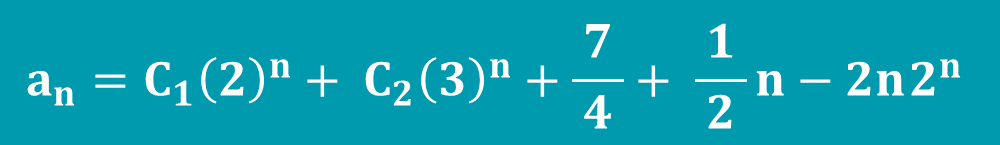 aₙ = C₁(2)ⁿ + C₂(3)ⁿ + 7/4 + 1/2 n − 2n2ⁿ